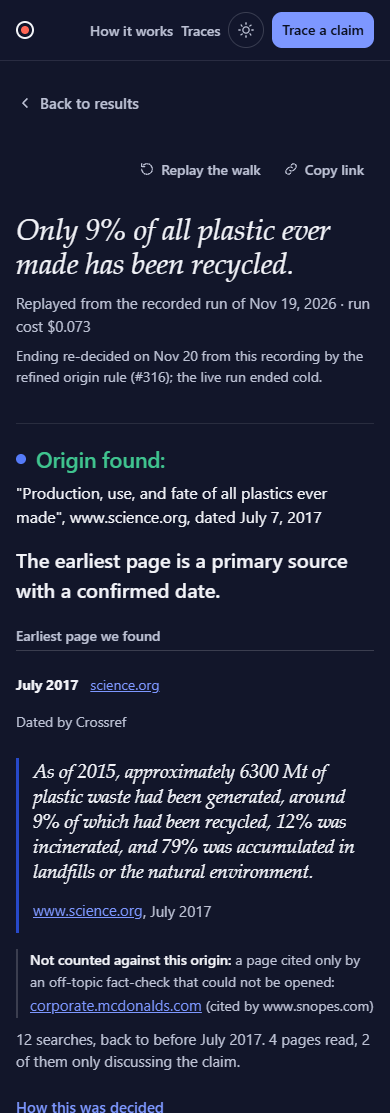 How it works Traces Trace a claim
Back to results
Replay the walk Copy link
Only 9% of all plastic ever
made has been recycled.
Replayed from the recorded run of Nov 19, 2026 · run
cost $0.073
Ending re-decided on Nov 20 from this recording by the
refined origin rule (#316); the live run ended cold.
Origin found:
"Production, use, and fate of all plastics ever
made", www.science.org, dated July 7, 2017
The earliest page is a primary source
with a confirmed date.
Earliest page we found
July 2017 science.org
Dated by Crossref
As of 2015, approximately 6300 Mt of
plastic waste had been generated, around
9% of which had been recycled, 12% was
incinerated, and 79% was accumulated in
landfills or the natural environment.
www.science.org, July 2017
Not counted against this origin: a page cited only by
an off-topic fact-check that could not be opened:
corporate.mcdonalds.com (cited by www.snopes.com)
12 searches, back to before July 2017. 4 pages read, 2
of them only discussing the claim.
How this was decided